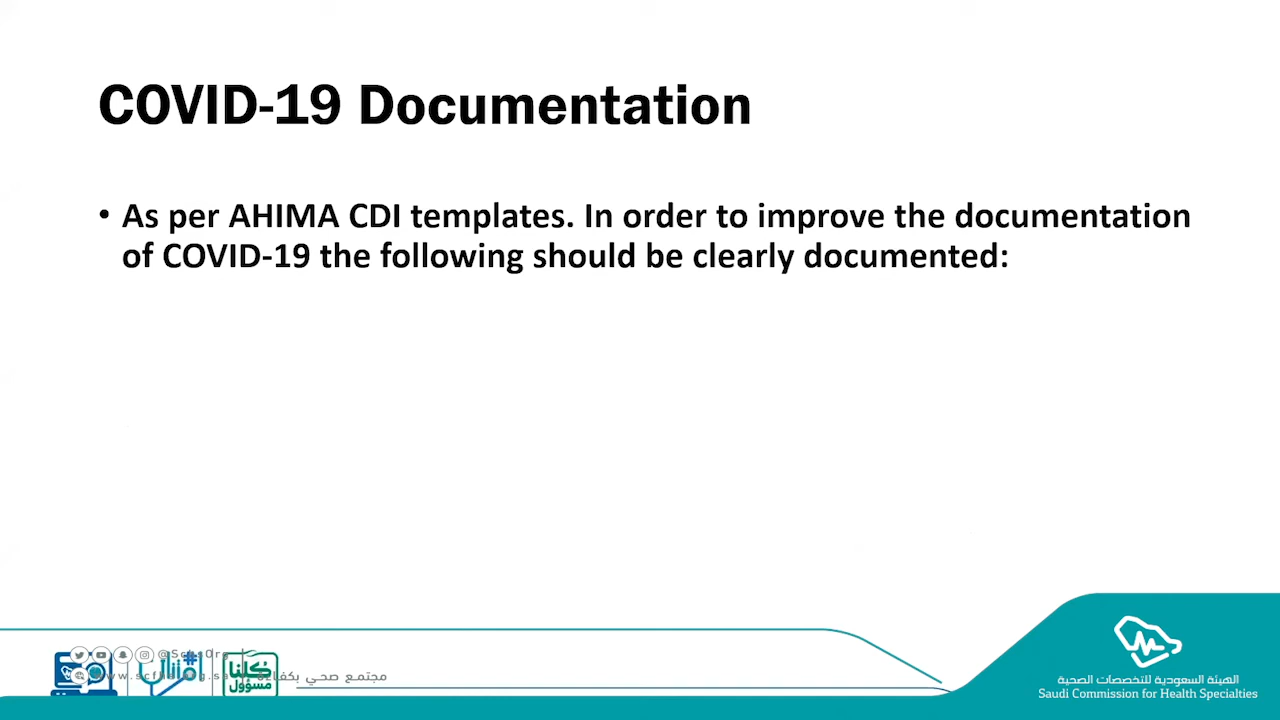 COVID-19 Documentation
• As per AHIMA CDI templates. In order to improve the documentation
of COVID-19 the following should be clearly documented:
كلنا
مسؤول
مجتمع صحي بكفاءة
الهيئة السعودية للتخصصات الصحية
Saudi Commission for Health Specialties